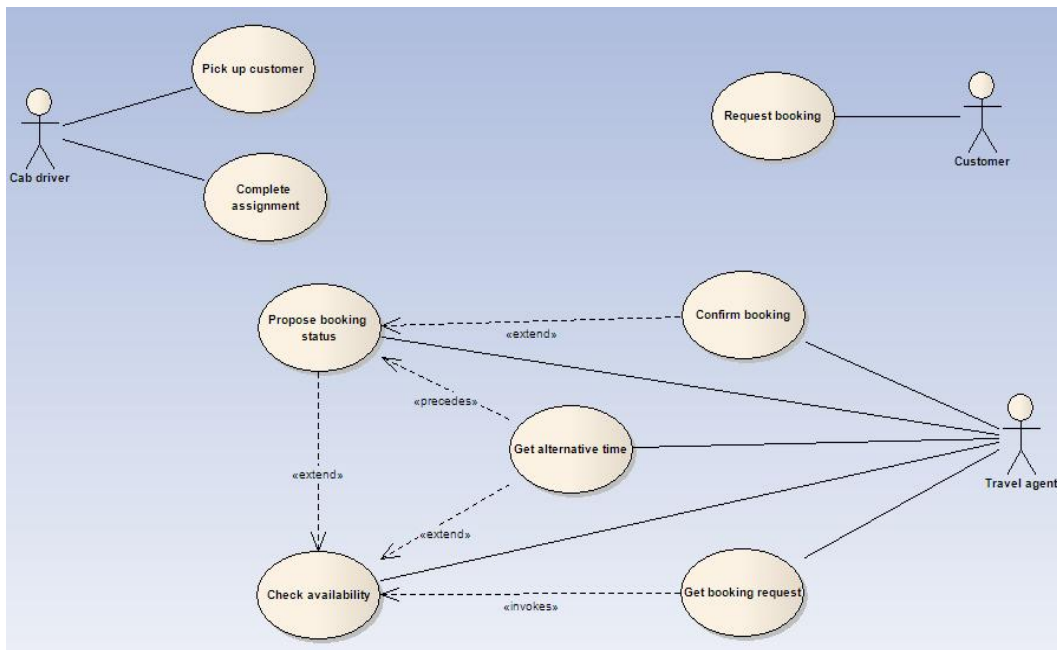 Pick up customer
Request booking
Cab driver
Customer
Complete
assignment
Propose booking
status
Confirm booking
«extend»
«precedes»
Get alternative time
«extend»
Travel agent
«extend»
Check availability
Get booking request
«invokes»